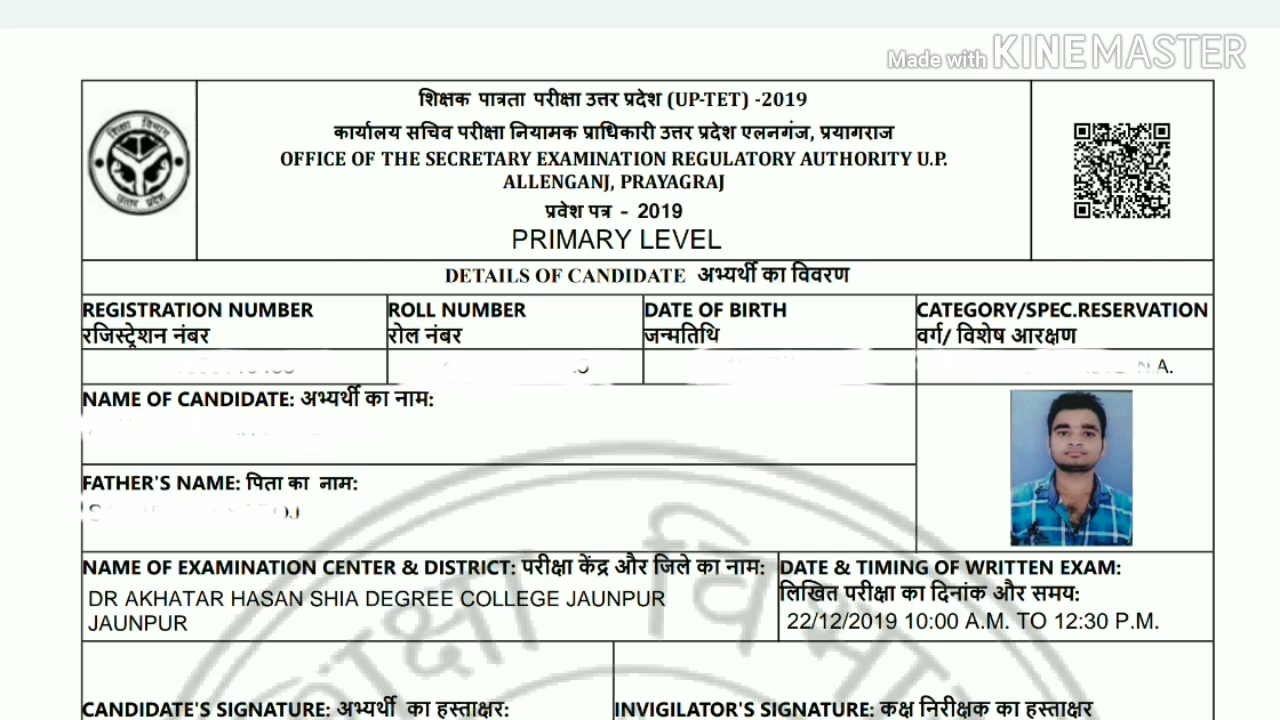 Made with KINEMASTER
शिक्षक पात्रता परीक्षा उत्तर प्रदेश (UP-TET) -2019
कार्यालय सचिव परीक्षा नियामक प्राधिकारी उत्तर प्रदेश एलनगंज, प्रयागराज
OFFICE OF THE SECRETARY EXAMINATION REGULATORY AUTHORITY U.P.
ALLENGANJ, PRAYAGRAJ
प्रवेश पत्र - 2019
PRIMARY LEVEL
शिक्षा विभाग
उत्तर प्रदेश
DETAILS OF CANDIDATE अभ्यर्थी का विवरण
REGISTRATION NUMBER ROLL NUMBER DATE OF BIRTH CATEGORY/SPEC.RESERVATION
रजिस्ट्रेशन नंबर रोल नंबर जन्मतिथि वर्ग/ विशेष आरक्षण
N.A.
NAME OF CANDIDATE: अभ्यर्थी का नाम:
FATHER'S NAME: पिता का नाम:
NAME OF EXAMINATION CENTER & DISTRICT: परीक्षा केंद्र और जिले का नाम:
DR AKHATAR HASAN SHIA DEGREE COLLEGE JAUNPUR
JAUNPUR
DATE & TIMING OF WRITTEN EXAM:
लिखित परीक्षा का दिनांक और समय:
22/12/2019 10:00 A.M. TO 12:30 P.M.
CANDIDATE'S SIGNATURE: अभ्यर्थी का हस्ताक्षर: INVIGILATOR'S SIGNATURE: कक्ष निरीक्षक का हस्ताक्षर